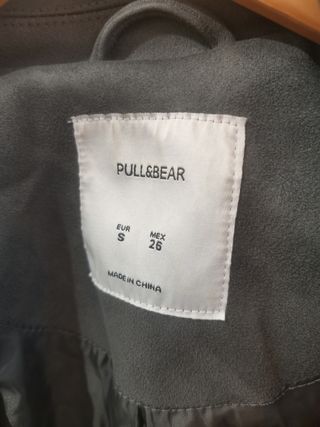 PULL&BEAR
EUR MEX
S 26
MADE IN CHINA